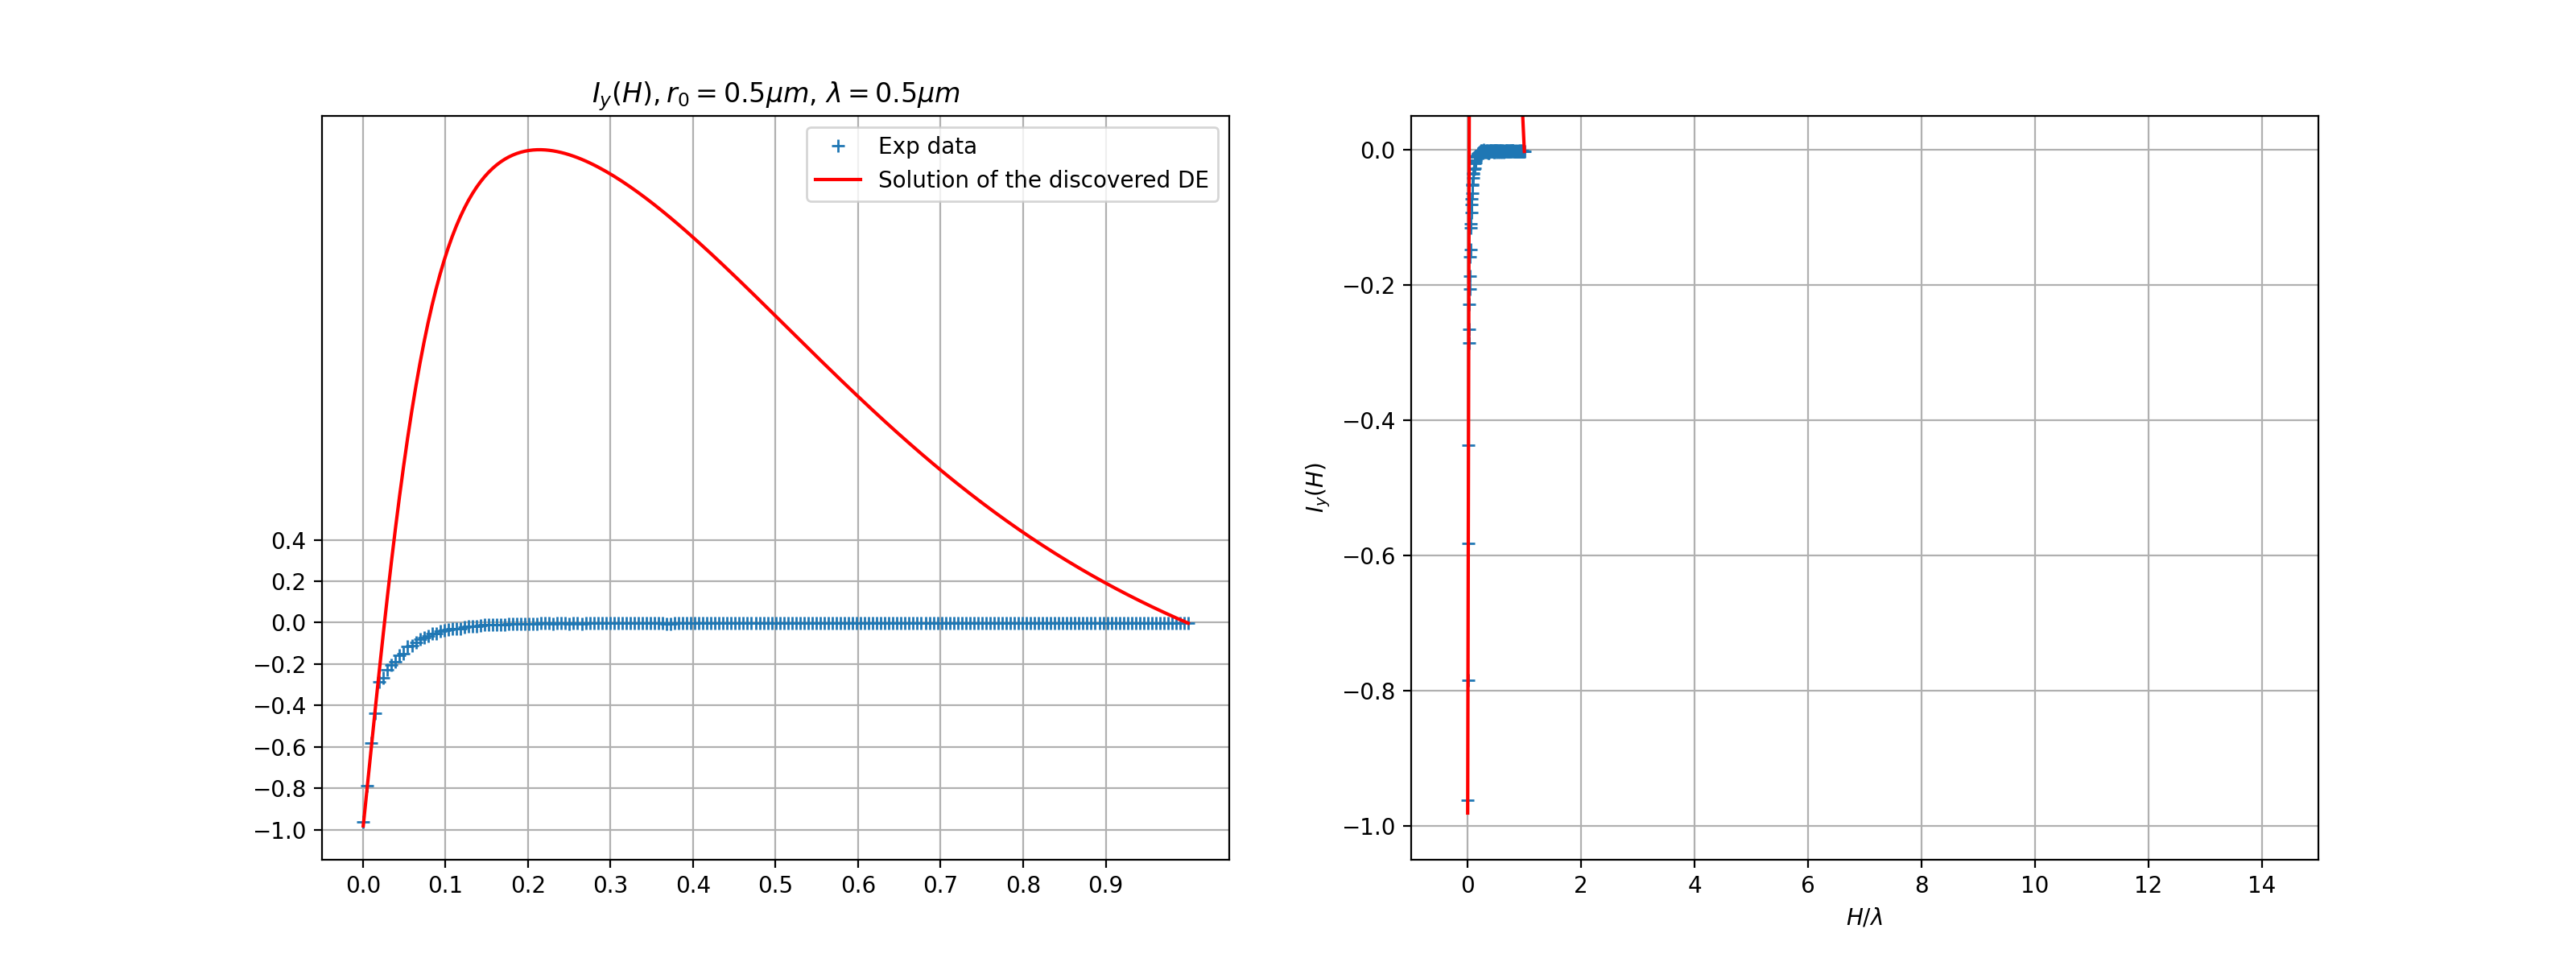 I_y(H), r_0 = 0.5μm, λ = 0.5μm
Exp data
Solution of the discovered DE
0.4
0.2
0.0
−0.2
−0.4
−0.6
−0.8
−1.0
0.0 0.1 0.2 0.3 0.4 0.5 0.6 0.7 0.8 0.9
0.0
−0.2
−0.4
−0.6
−0.8
−1.0
I_y(H)
0 2 4 6 8 10 12 14
H/λ